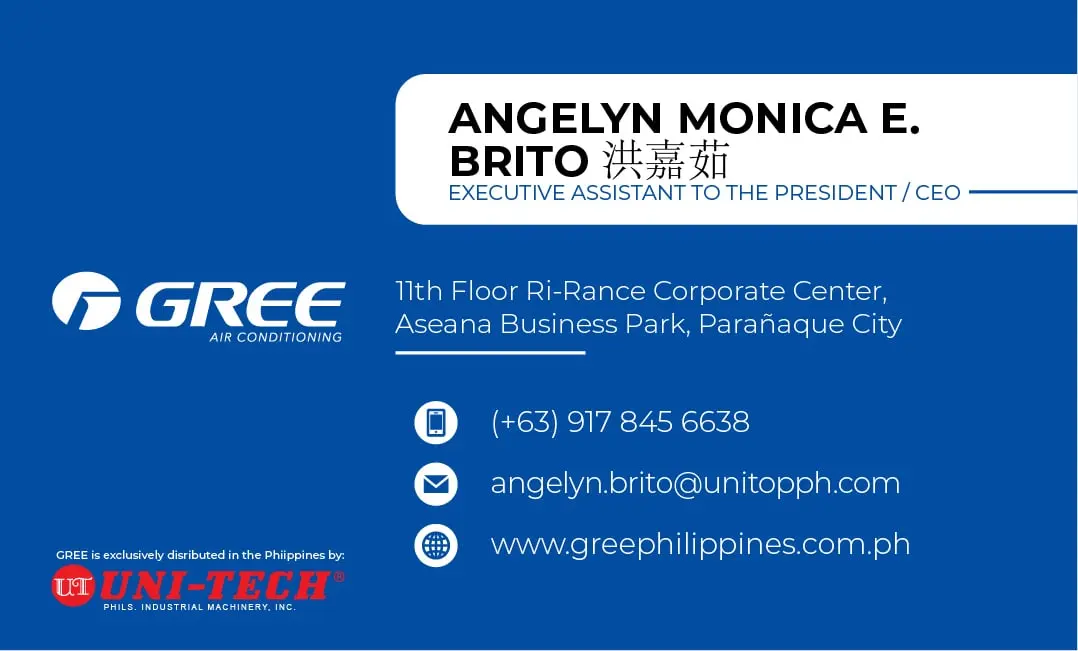 ANGELYN MONICA E.
BRITO 洪嘉茹
EXECUTIVE ASSISTANT TO THE PRESIDENT / CEO
GREE
AIR CONDITIONING
11th Floor Ri-Rance Corporate Center,
Aseana Business Park, Parañaque City
(+63) 917 845 6638
angelyn.brito@unitopph.com
www.greephilippines.com.ph
GREE is exclusively disributed in the Phiippines by:
UT UNI-TECH®
PHILS. INDUSTRIAL MACHINERY, INC.